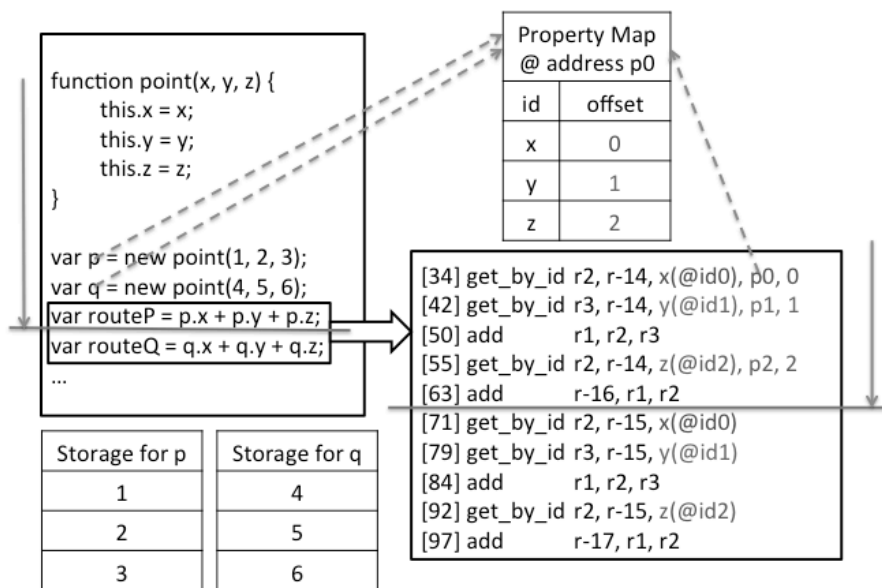 function point(x, y, z) {
this.x = x;
this.y = y;
this.z = z;
}
var p = new point(1, 2, 3);
var q = new point(4, 5, 6);
var routeP = p.x + p.y + p.z;
var routeQ = q.x + q.y + q.z;
...
Property Map
@ address p0
id offset
x 0
y 1
z 2
[34] get_by_id r2, r-14, x(@id0), p0, 0
[42] get_by_id r3, r-14, y(@id1), p1, 1
[50] add r1, r2, r3
[55] get_by_id r2, r-14, z(@id2), p2, 2
[63] add r-16, r1, r2
[71] get_by_id r2, r-15, x(@id0)
[79] get_by_id r3, r-15, y(@id1)
[84] add r1, r2, r3
[92] get_by_id r2, r-15, z(@id2)
[97] add r-17, r1, r2
Storage for p
1
2
3
Storage for q
4
5
6